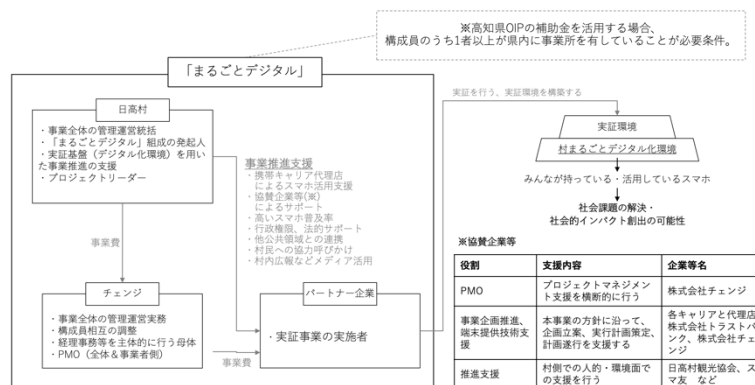 ※高知県OIPの補助金を活用する場合、
構成員のうち1者以上が県内に事業所を有していることが必要条件。
「まるごとデジタル」
日高村
・事業全体の管理運営統括
・「まるごとデジタル」組成の発起人
・実証基盤（デジタル化環境）を用い
た事業推進の支援
・プロジェクトリーダー
事業費
事業推進支援
・携帯キャリア代理店
によるスマホ活用支援
・協賛企業等(※)
によるサポート
・高いスマホ普及率
・行政権限、法的サポート
・他公共領域との連携
・村民への協力呼びかけ
・村内広報などメディア活用
チェンジ
・事業全体の管理運営実務
・構成員相互の調整
・経理事務等を主体的に行う母体
・PMO（全体＆事業者側）
事業費
パートナー企業
・実証事業の実施者
実証を行う、実証環境を構築する
実証環境
村まるごとデジタル化環境
みんなが持っている・活用しているスマホ
社会課題の解決・
社会的インパクト創出の可能性
※協賛企業等
役割 支援内容 企業等名
PMO プロジェクトマネジメント支援を横断的に行う 株式会社チェンジ
事業企画推進、端末提供技術支援 本事業の方針に沿って、企画立案、実行計画策定、計画遂行を支援する 各キャリアと代理店 株式会社トラストバンク、株式会社チェンジ
推進支援 村側での人的・環境面での支援を行う 日高村観光協会、スマ友 など